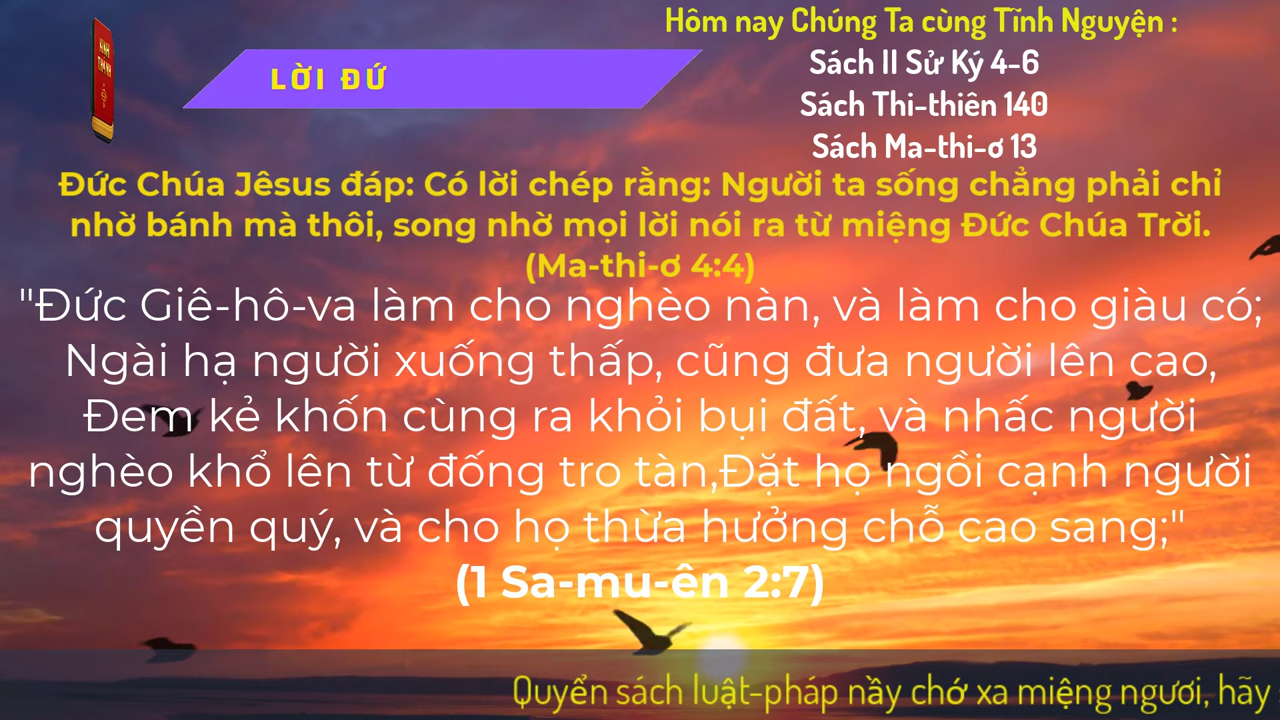 KINH
THÁNH
LỜI ĐỨ
Hôm nay Chúng Ta cùng Tĩnh Nguyện :
Sách II Sử Ký 4-6
Sách Thi-thiên 140
Sách Ma-thi-ơ 13
Đức Chúa Jêsus đáp: Có lời chép rằng: Người ta sống chẳng phải chỉ
nhờ bánh mà thôi, song nhờ mọi lời nói ra từ miệng Đức Chúa Trời.
(Ma-thi-ơ 4:4)
"Đức Giê-hô-va làm cho nghèo nàn, và làm cho giàu có;
Ngài hạ người xuống thấp, cũng đưa người lên cao,
Đem kẻ khốn cùng ra khỏi bụi đất, và nhấc người
nghèo khổ lên từ đống tro tàn,Đặt họ ngồi cạnh người
quyền quý, và cho họ thừa hưởng chỗ cao sang;"
(1 Sa-mu-ên 2:7)
Quyển sách luật-pháp nầy chớ xa miệng ngươi, hãy